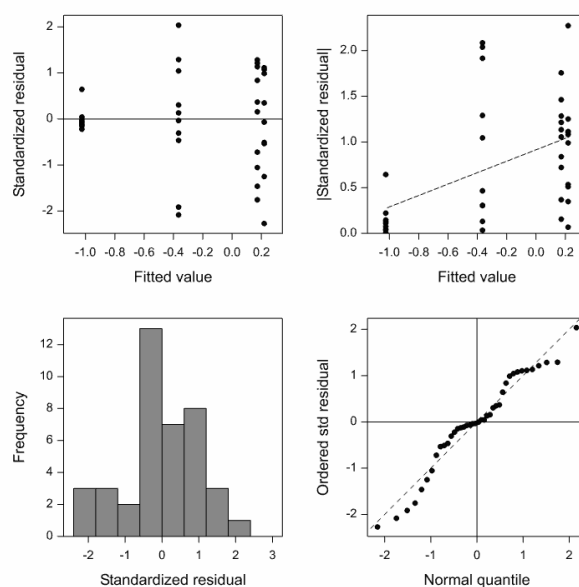 2
1
0
-1
-2
-1.0 -0.8 -0.6 -0.4 -0.2 0.0 0.2
Standardized residual
Fitted value
2.0
1.5
1.0
0.5
0.0
-1.0 -0.8 -0.6 -0.4 -0.2 0.0 0.2
|Standardized residual|
Fitted value
12
10
8
6
4
2
0
-2 -1 0 1 2 3
Frequency
Standardized residual
2
1
0
-1
-2
-2 -1 0 1 2
Ordered std residual
Normal quantile